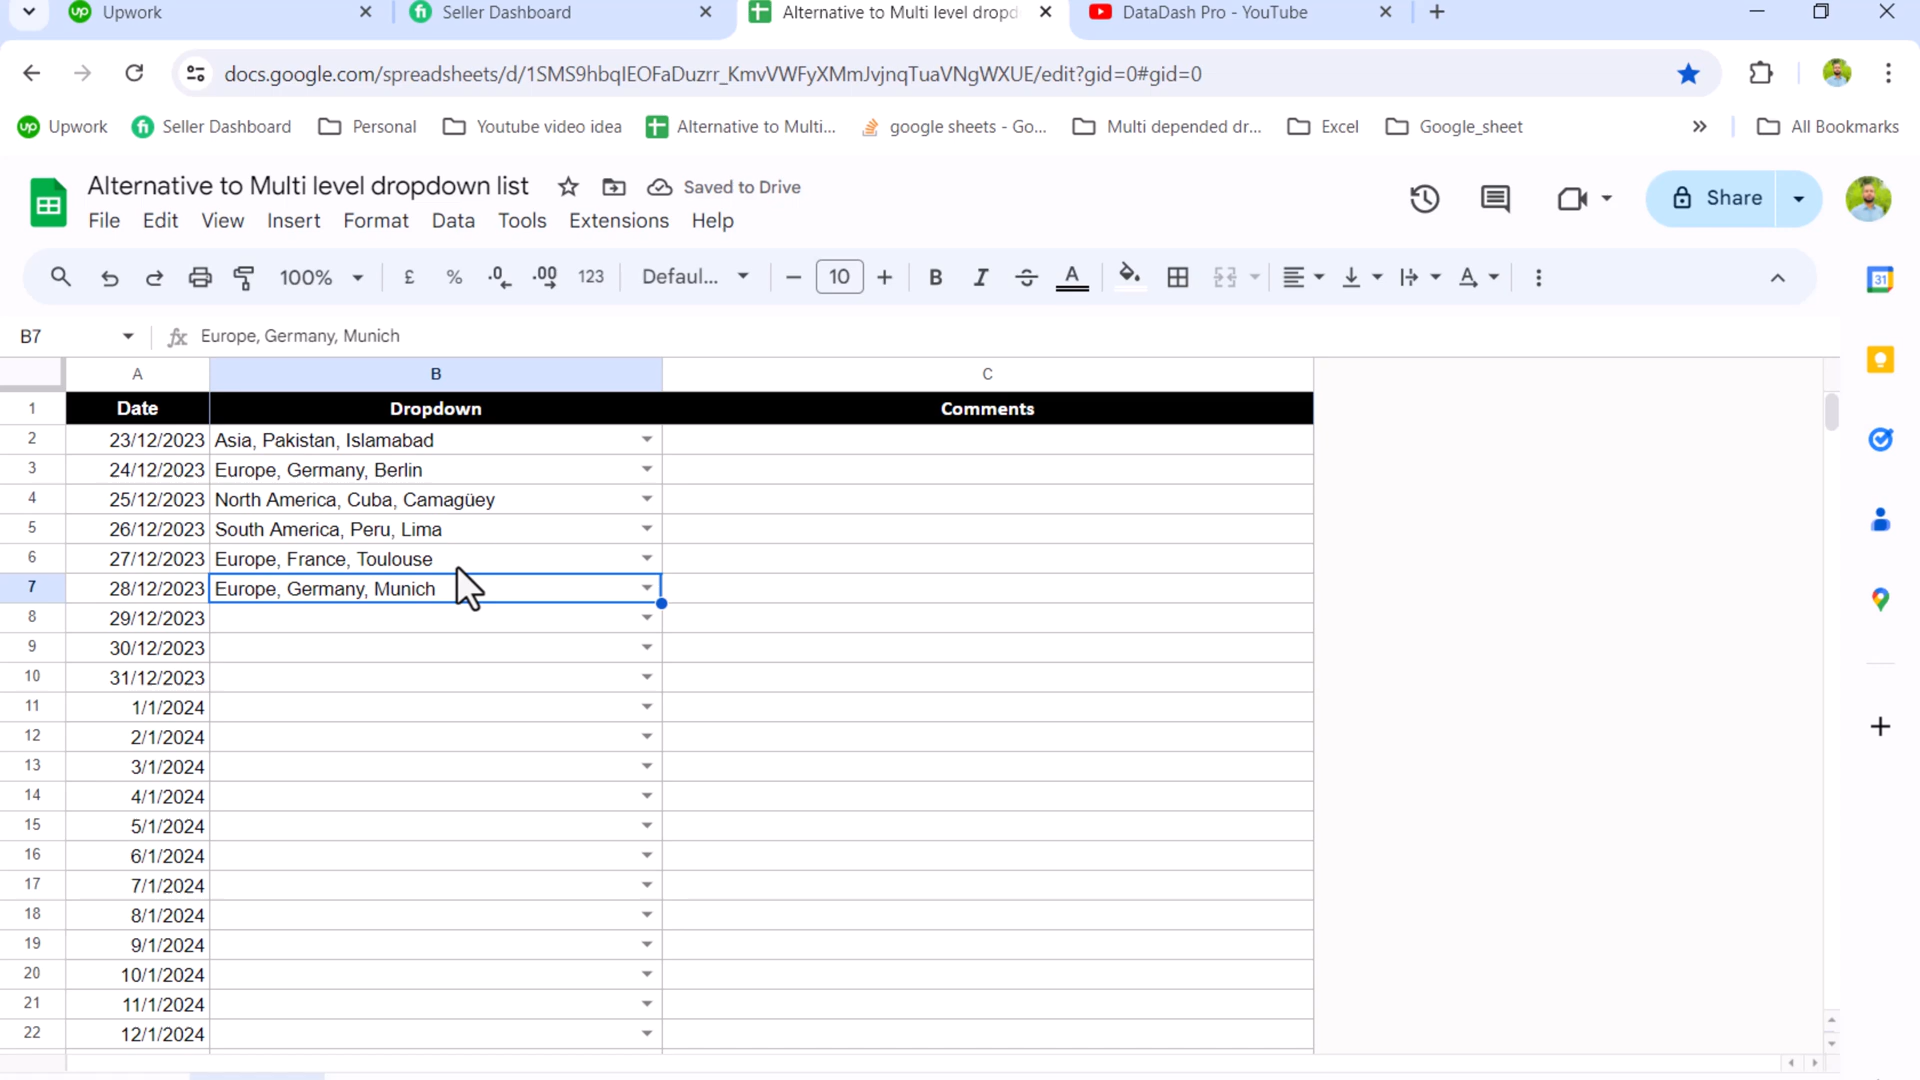 Upwork
Seller Dashboard
Alternative to Multi level dropd
DataDash Pro - YouTube
docs.google.com/spreadsheets/d/1SMS9hbqIEOFaDuzrr_KmvVWFyXMmJvjnqTuaVNgWXUE/edit?gid=0#gid=0
Upwork
Seller Dashboard
Personal
Youtube video idea
Alternative to Multi...
google sheets - Go...
Multi depended dr...
Excel
Google_sheet
All Bookmarks
Alternative to Multi level dropdown list
Saved to Drive
Share
File Edit View Insert Format Data Tools Extensions Help
100% £ % .0 .00 123 Defaul... 10 B I A
B7 fx Europe, Germany, Munich
A B C
1 Date Dropdown Comments
2 23/12/2023 Asia, Pakistan, Islamabad
3 24/12/2023 Europe, Germany, Berlin
4 25/12/2023 North America, Cuba, Camagüey
5 26/12/2023 South America, Peru, Lima
6 27/12/2023 Europe, France, Toulouse
7 28/12/2023 Europe, Germany, Munich
8 29/12/2023
9 30/12/2023
10 31/12/2023
11 1/1/2024
12 2/1/2024
13 3/1/2024
14 4/1/2024
15 5/1/2024
16 6/1/2024
17 7/1/2024
18 8/1/2024
19 9/1/2024
20 10/1/2024
21 11/1/2024
22 12/1/2024